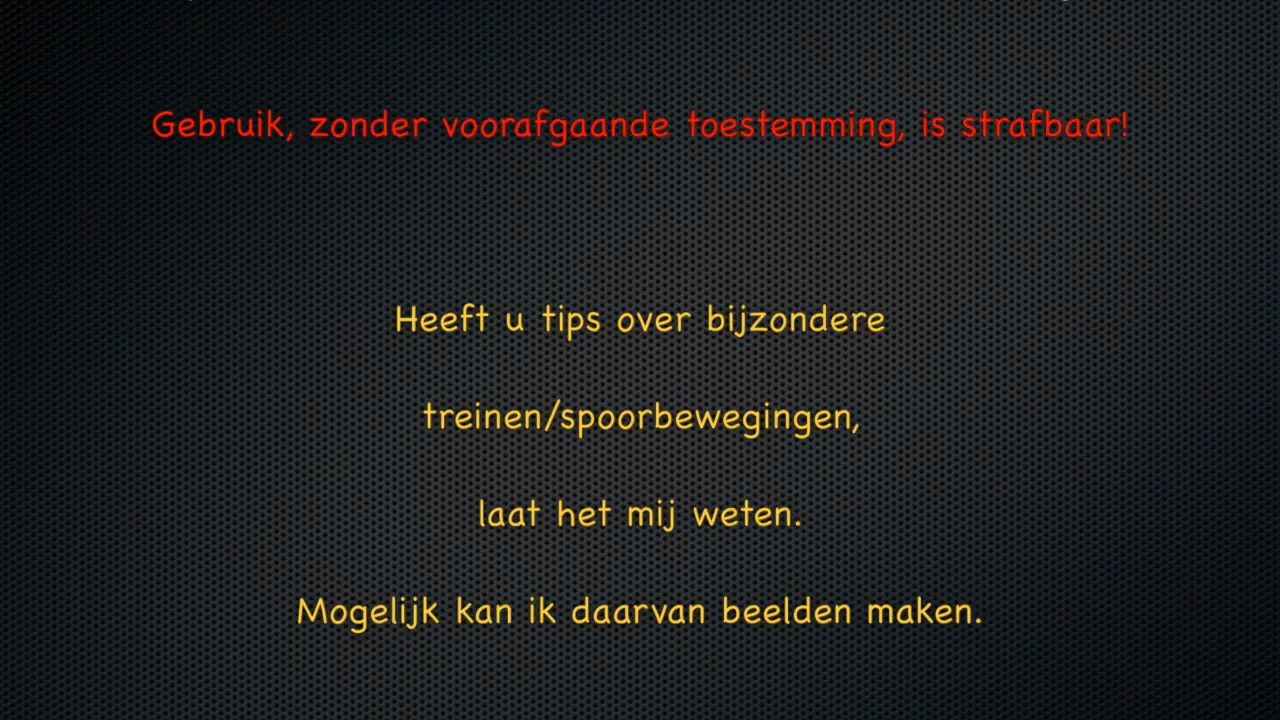 Gebruik, zonder voorafgaande toestemming, is strafbaar!
Heeft u tips over bijzondere
treinen/spoorbewegingen,
laat het mij weten.
Mogelijk kan ik daarvan beelden maken.